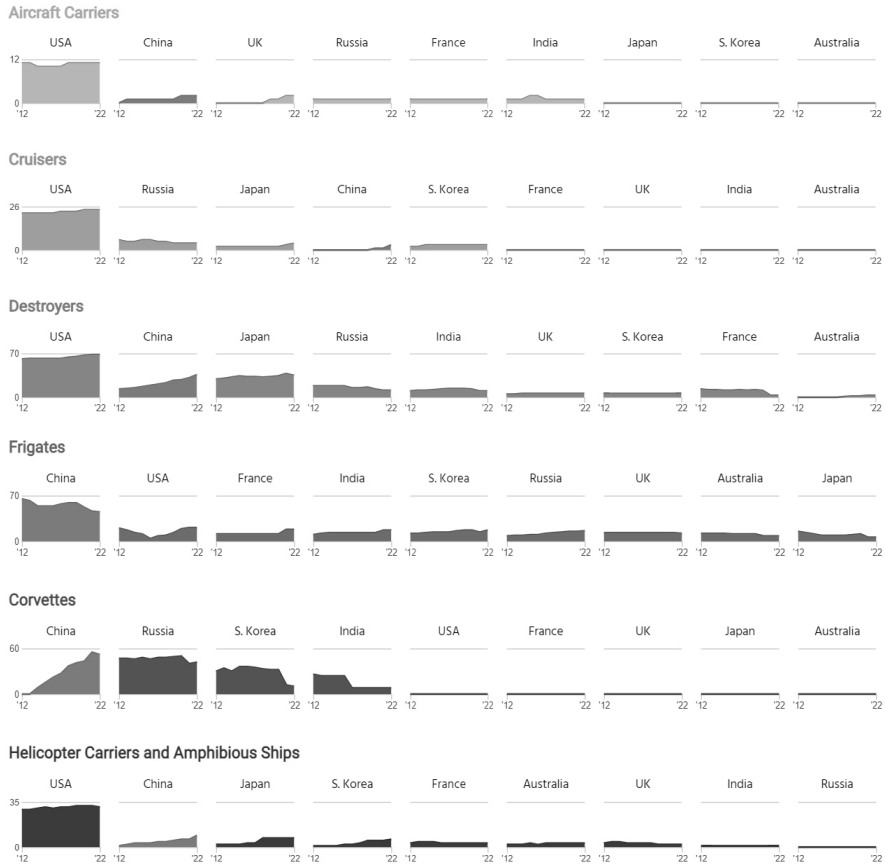 Aircraft Carriers
USA China UK Russia France India Japan S. Korea Australia
12
0
'12 '22 '12 '22 '12 '22 '12 '22 '12 '22 '12 '22 '12 '22 '12 '22 '12 '22
Cruisers
USA Russia Japan China S. Korea France UK India Australia
26
0
'12 '22 '12 '22 '12 '22 '12 '22 '12 '22 '12 '22 '12 '22 '12 '22 '12 '22
Destroyers
USA China Japan Russia India UK S. Korea France Australia
70
0
'12 '22 '12 '22 '12 '22 '12 '22 '12 '22 '12 '22 '12 '22 '12 '22 '12 '22
Frigates
China USA France India S. Korea Russia UK Australia Japan
70
0
'12 '22 '12 '22 '12 '22 '12 '22 '12 '22 '12 '22 '12 '22 '12 '22 '12 '22
Corvettes
China Russia S. Korea India USA France UK Japan Australia
60
0
'12 '22 '12 '22 '12 '22 '12 '22 '12 '22 '12 '22 '12 '22 '12 '22 '12 '22
Helicopter Carriers and Amphibious Ships
USA China Japan S. Korea France Australia UK India Russia
35
0
'12 '22 '12 '22 '12 '22 '12 '22 '12 '22 '12 '22 '12 '22 '12 '22 '12 '22